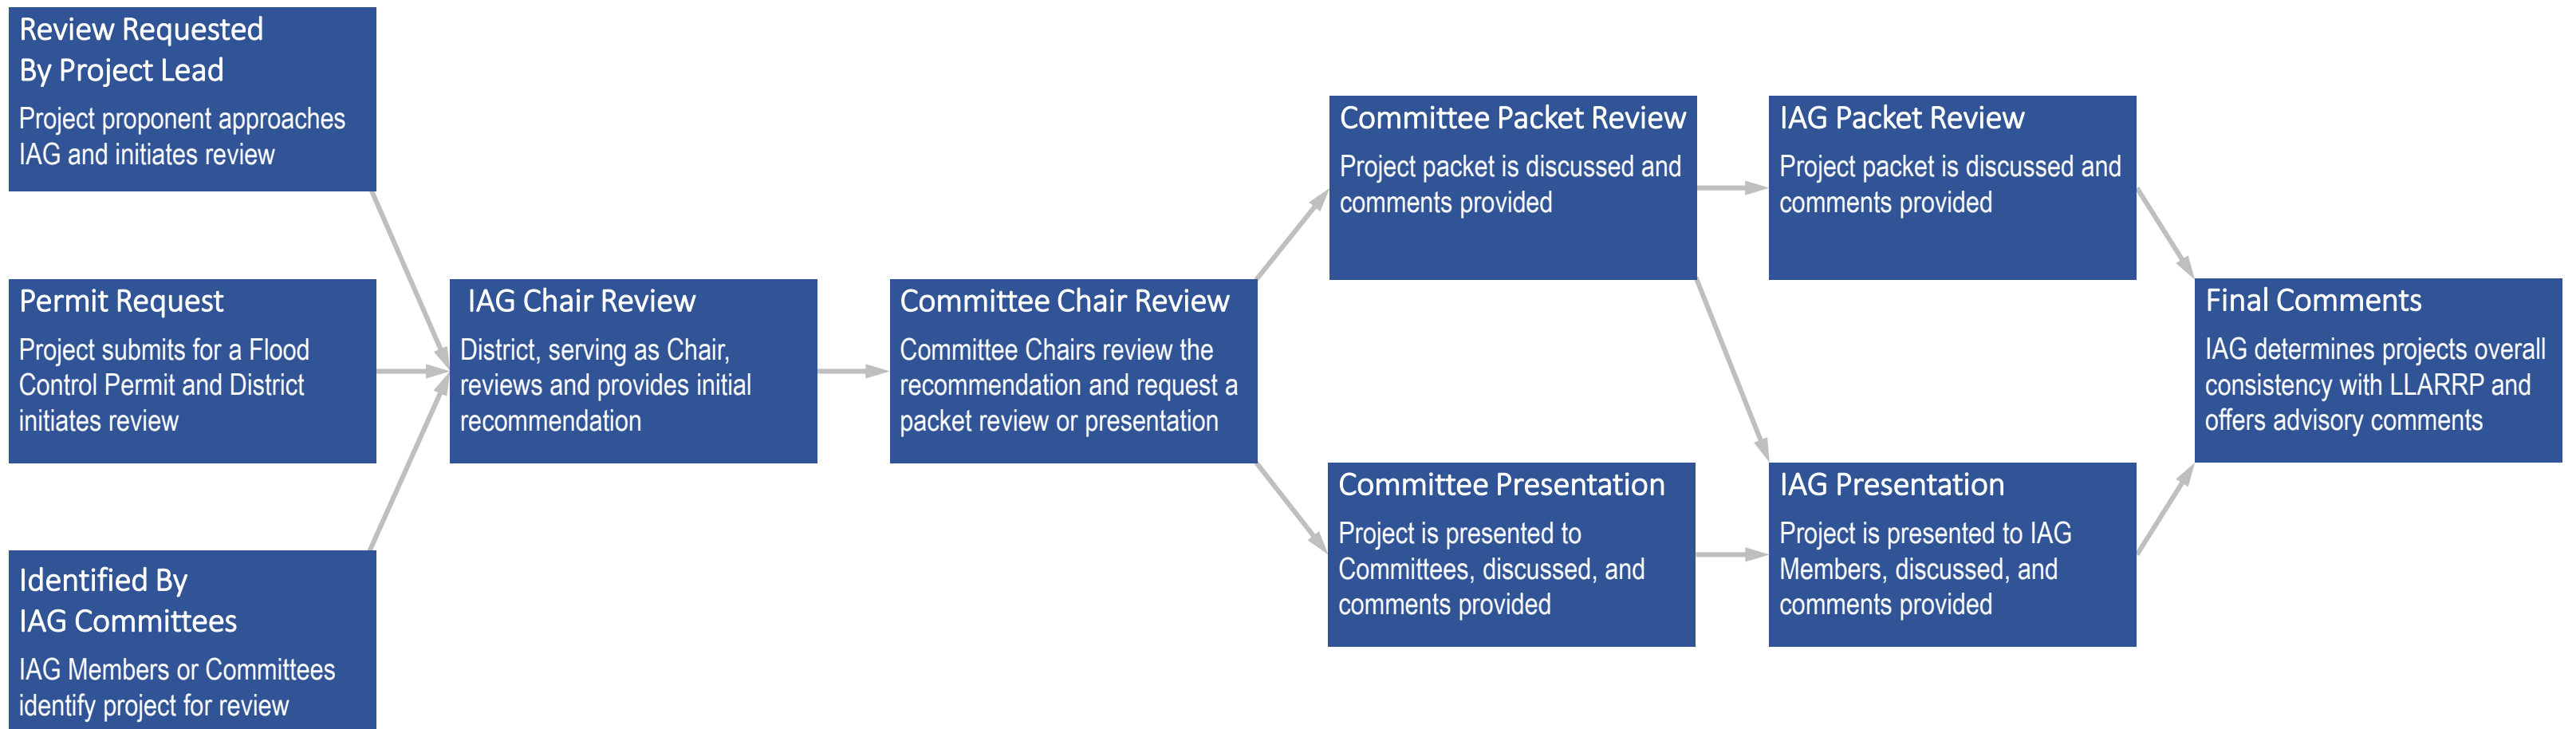 Review Requested
By Project Lead
Project proponent approaches
IAG and initiates review
Permit Request
Project submits for a Flood
Control Permit and District
initiates review
Identified By
IAG Committees
IAG Members or Committees
identify project for review
IAG Chair Review
District, serving as Chair,
reviews and provides initial
recommendation
Committee Chair Review
Committee Chairs review the
recommendation and request a
packet review or presentation
Committee Packet Review
Project packet is discussed and
comments provided
Committee Presentation
Project is presented to
Committees, discussed, and
comments provided
IAG Packet Review
Project packet is discussed and
comments provided
IAG Presentation
Project is presented to IAG
Members, discussed, and
comments provided
Final Comments
IAG determines projects overall
consistency with LLARRP and
offers advisory comments